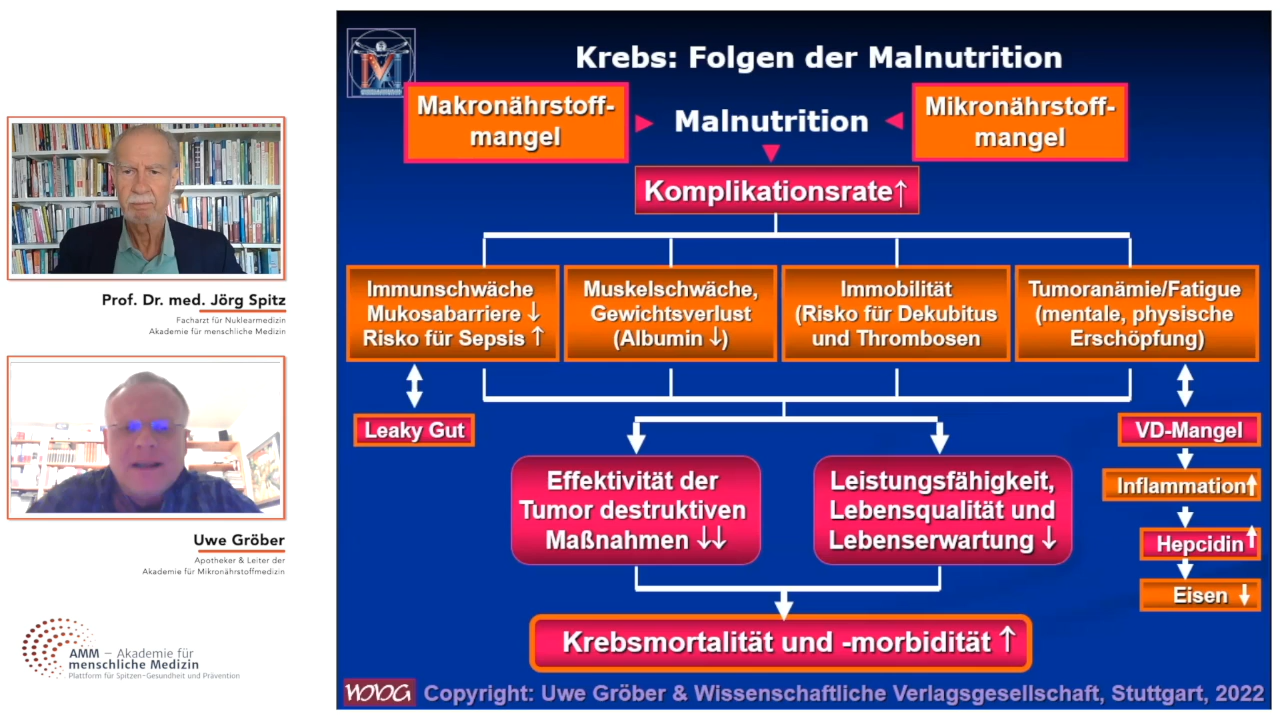 Krebs: Folgen der Malnutrition
Makronährstoff-
mangel
Malnutrition
Mikronährstoff-
mangel
Komplikationsrate↑
Immunschwäche
Mukosabarriere ↓
Risiko für Sepsis ↑
Muskelschwäche,
Gewichtsverlust
(Albumin ↓)
Immobilität
(Risiko für Dekubitus
und Thrombosen
Tumoranämie/Fatigue
(mentale, physische
Erschöpfung)
Leaky Gut
VD-Mangel
Inflammation↑
Hepcidin↑
Eisen ↓
Effektivität der
Tumor destruktiven
Maßnahmen ↓↓
Leistungsfähigkeit,
Lebensqualität und
Lebenserwartung ↓
Krebsmortalität und -morbidität ↑
WVG Copyright: Uwe Gröber & Wissenschaftliche Verlagsgesellschaft, Stuttgart, 2022
Prof. Dr. med. Jörg Spitz
Facharzt für Nuklearmedizin
Akademie für menschliche Medizin
Uwe Gröber
Apotheker & Leiter der
Akademie für Mikronährstoffmedizin
AMM – Akademie für
menschliche Medizin
Plattform für Spitzen-Gesundheit und Prävention